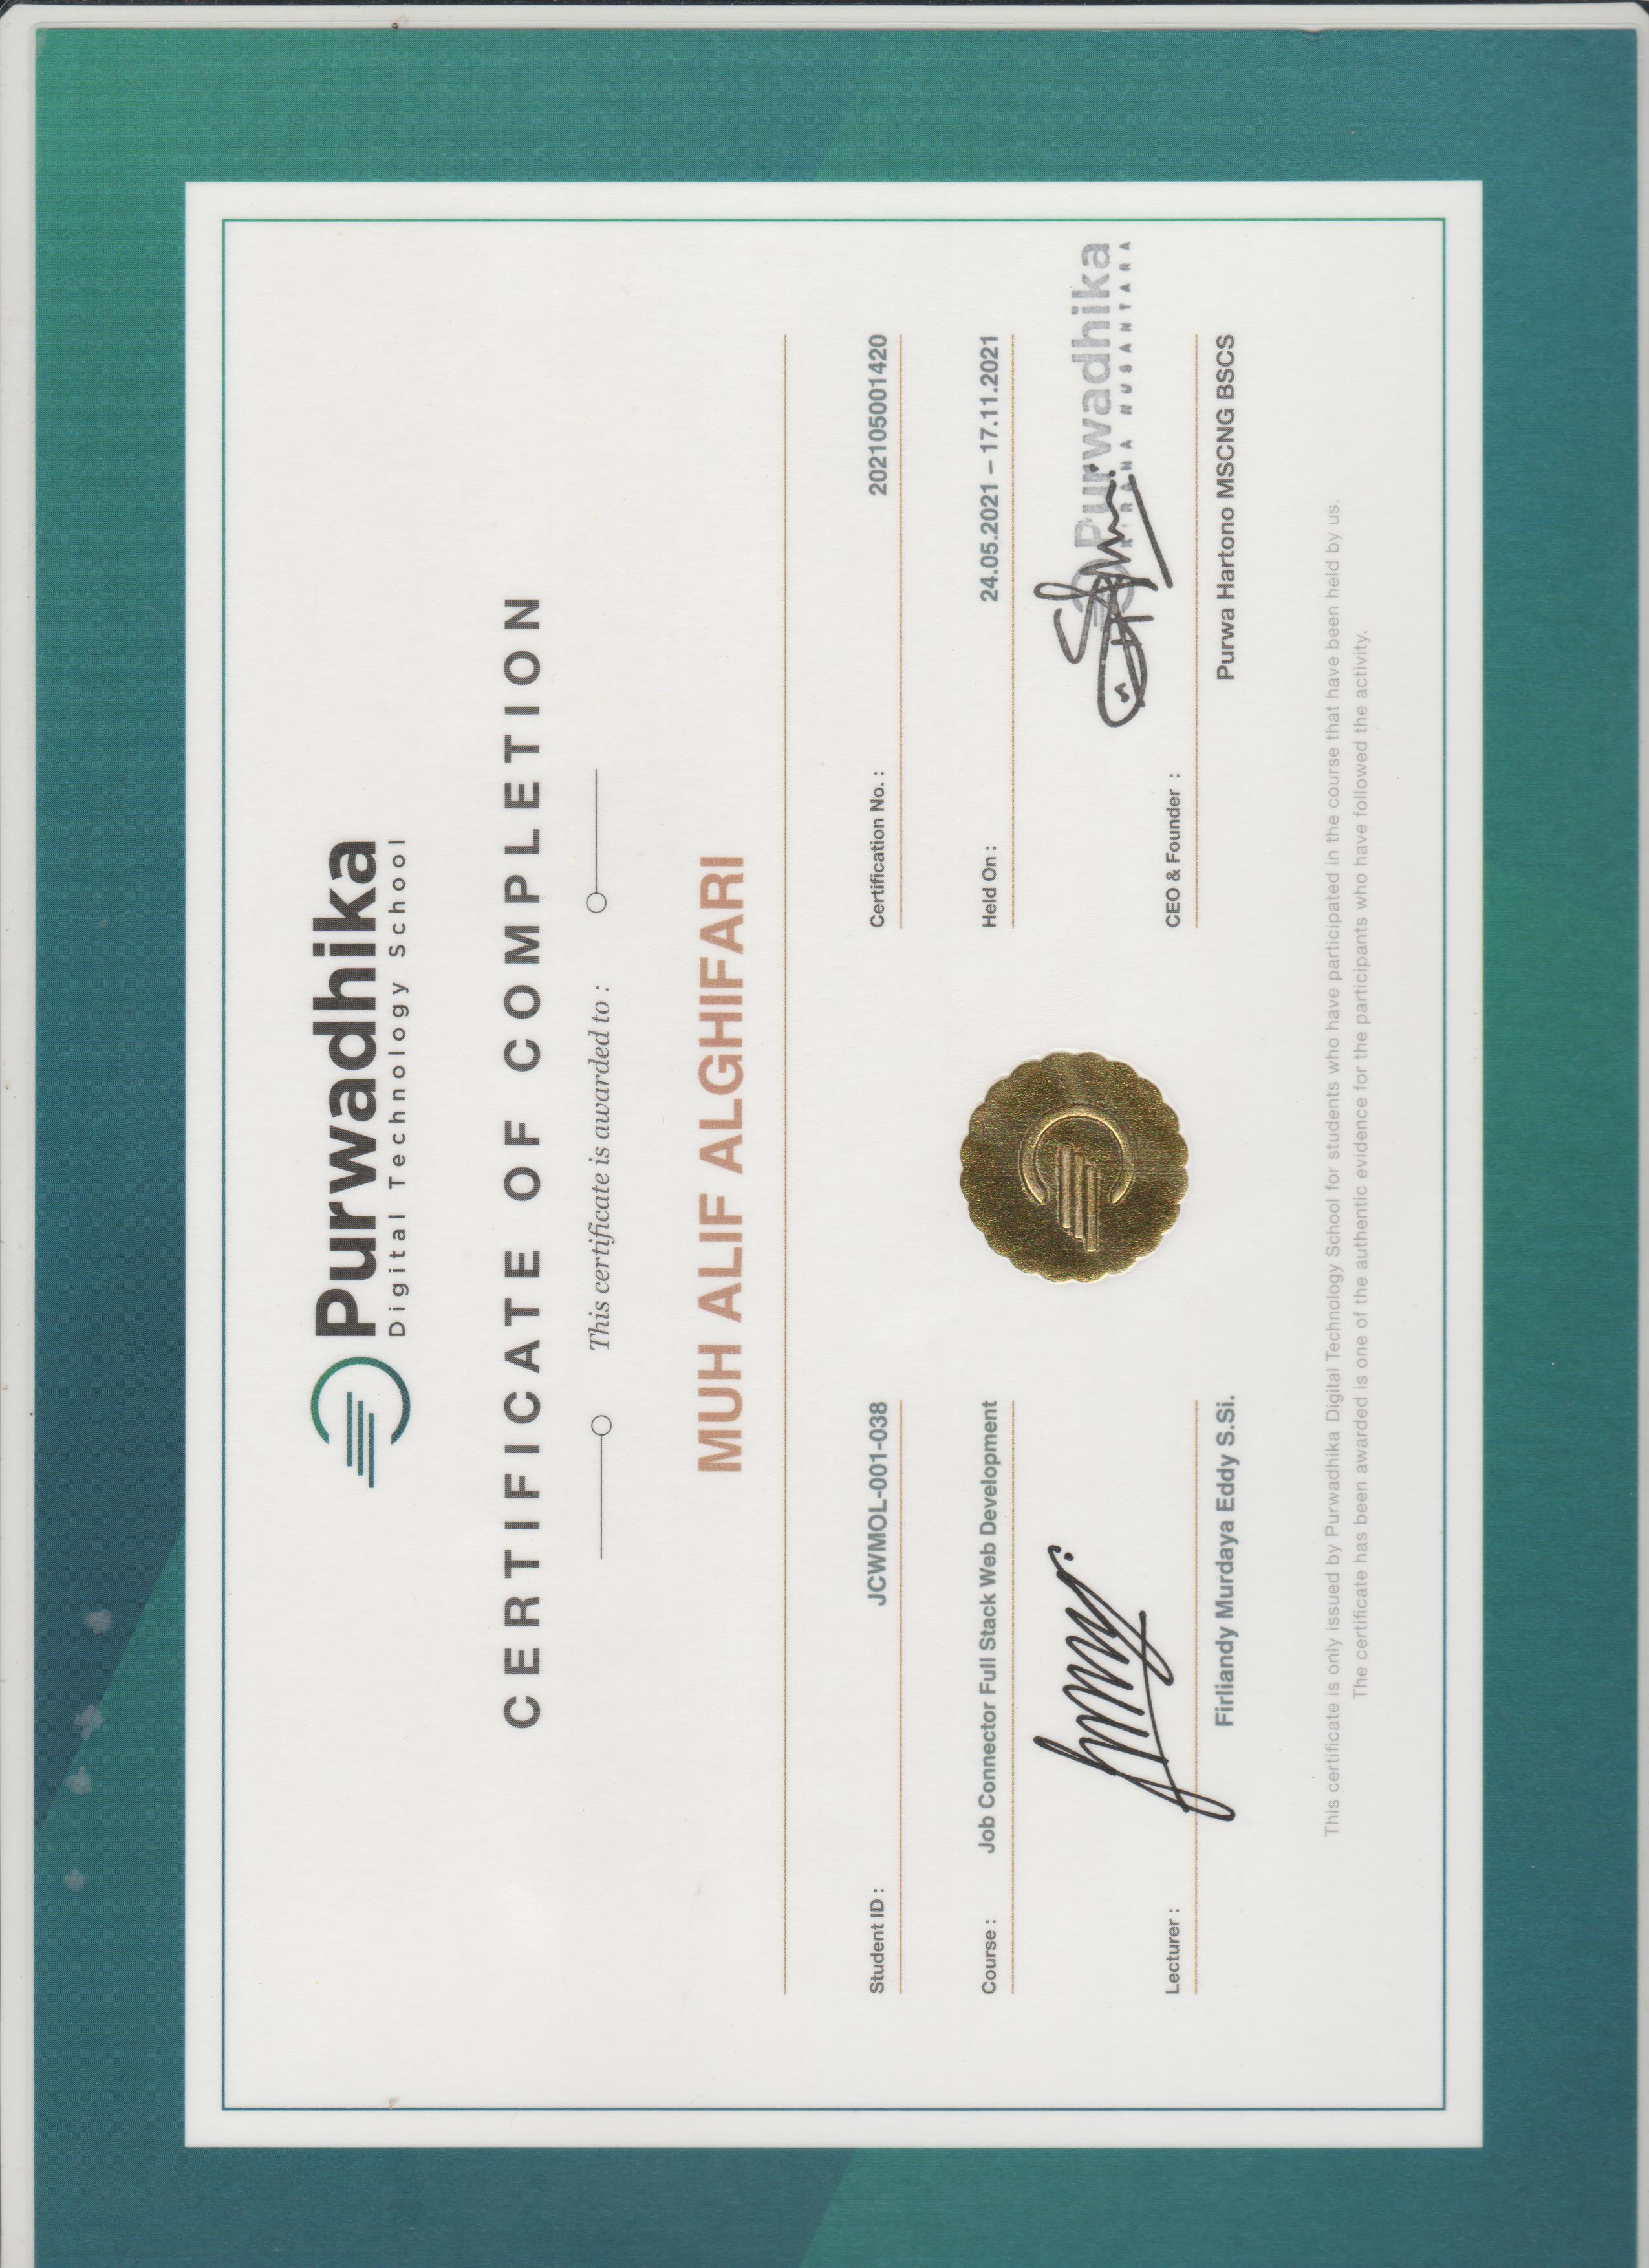 Purwadhika
Digital Technology School
CERTIFICATE OF COMPLETION
This certificate is awarded to :
MUH ALIF ALGHIFARI
Student ID : JCWMOL-001-038
Certification No. : 202105001420
Course : Job Connector Full Stack Web Development
Held On : 24.05.2021 – 17.11.2021
Purwadhika
KIRANA NUSANTARA
Lecturer :
CEO & Founder :
Firliandy Murdaya Eddy S.Si.
Purwa Hartono MSCNG BSCS
This certificate is only issued by Purwadhika Digital Technology School for students who have participated in the course that have been held by us.
The certificate has been awarded is one of the authentic evidence for the participants who have followed the activity.